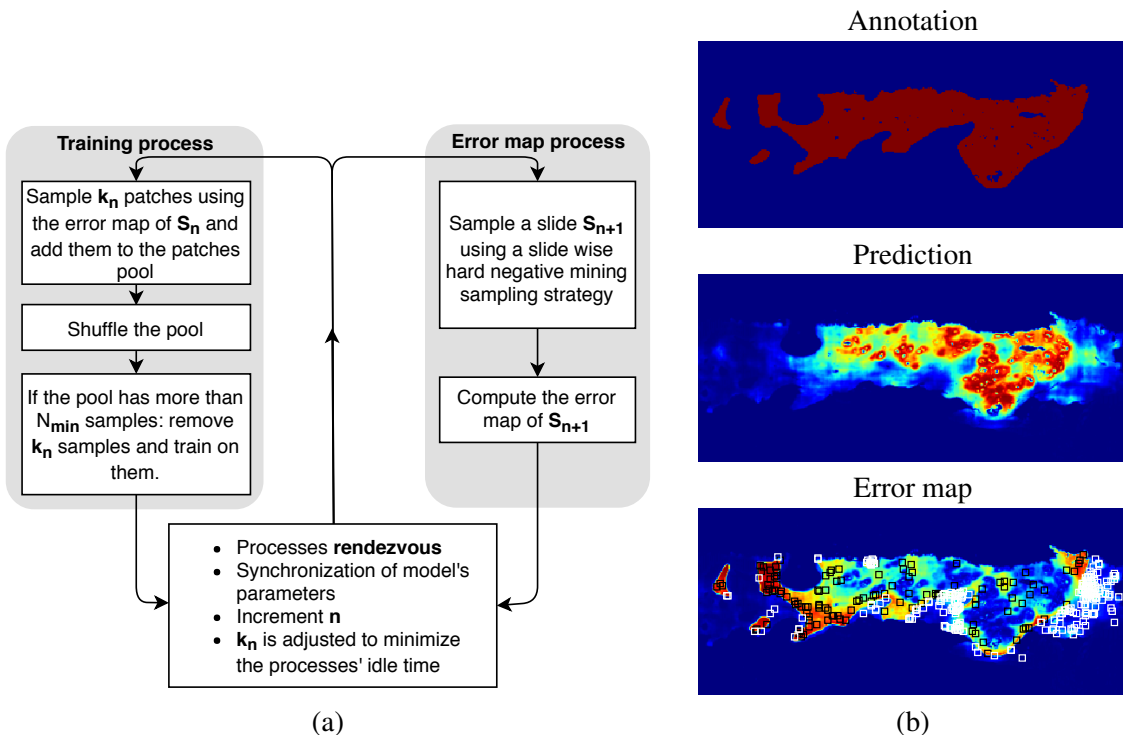 Training process
Sample kn patches using
the error map of Sn and
add them to the patches
pool
Shuffle the pool
If the pool has more than
Nmin samples: remove
kn samples and train on
them.
Error map process
Sample a slide Sn+1
using a slide wise
hard negative mining
sampling strategy
Compute the error
map of Sn+1
• Processes rendezvous
• Synchronization of model's
parameters
• Increment n
• kn is adjusted to minimize
the processes' idle time
(a)
Annotation
Prediction
Error map
(b)